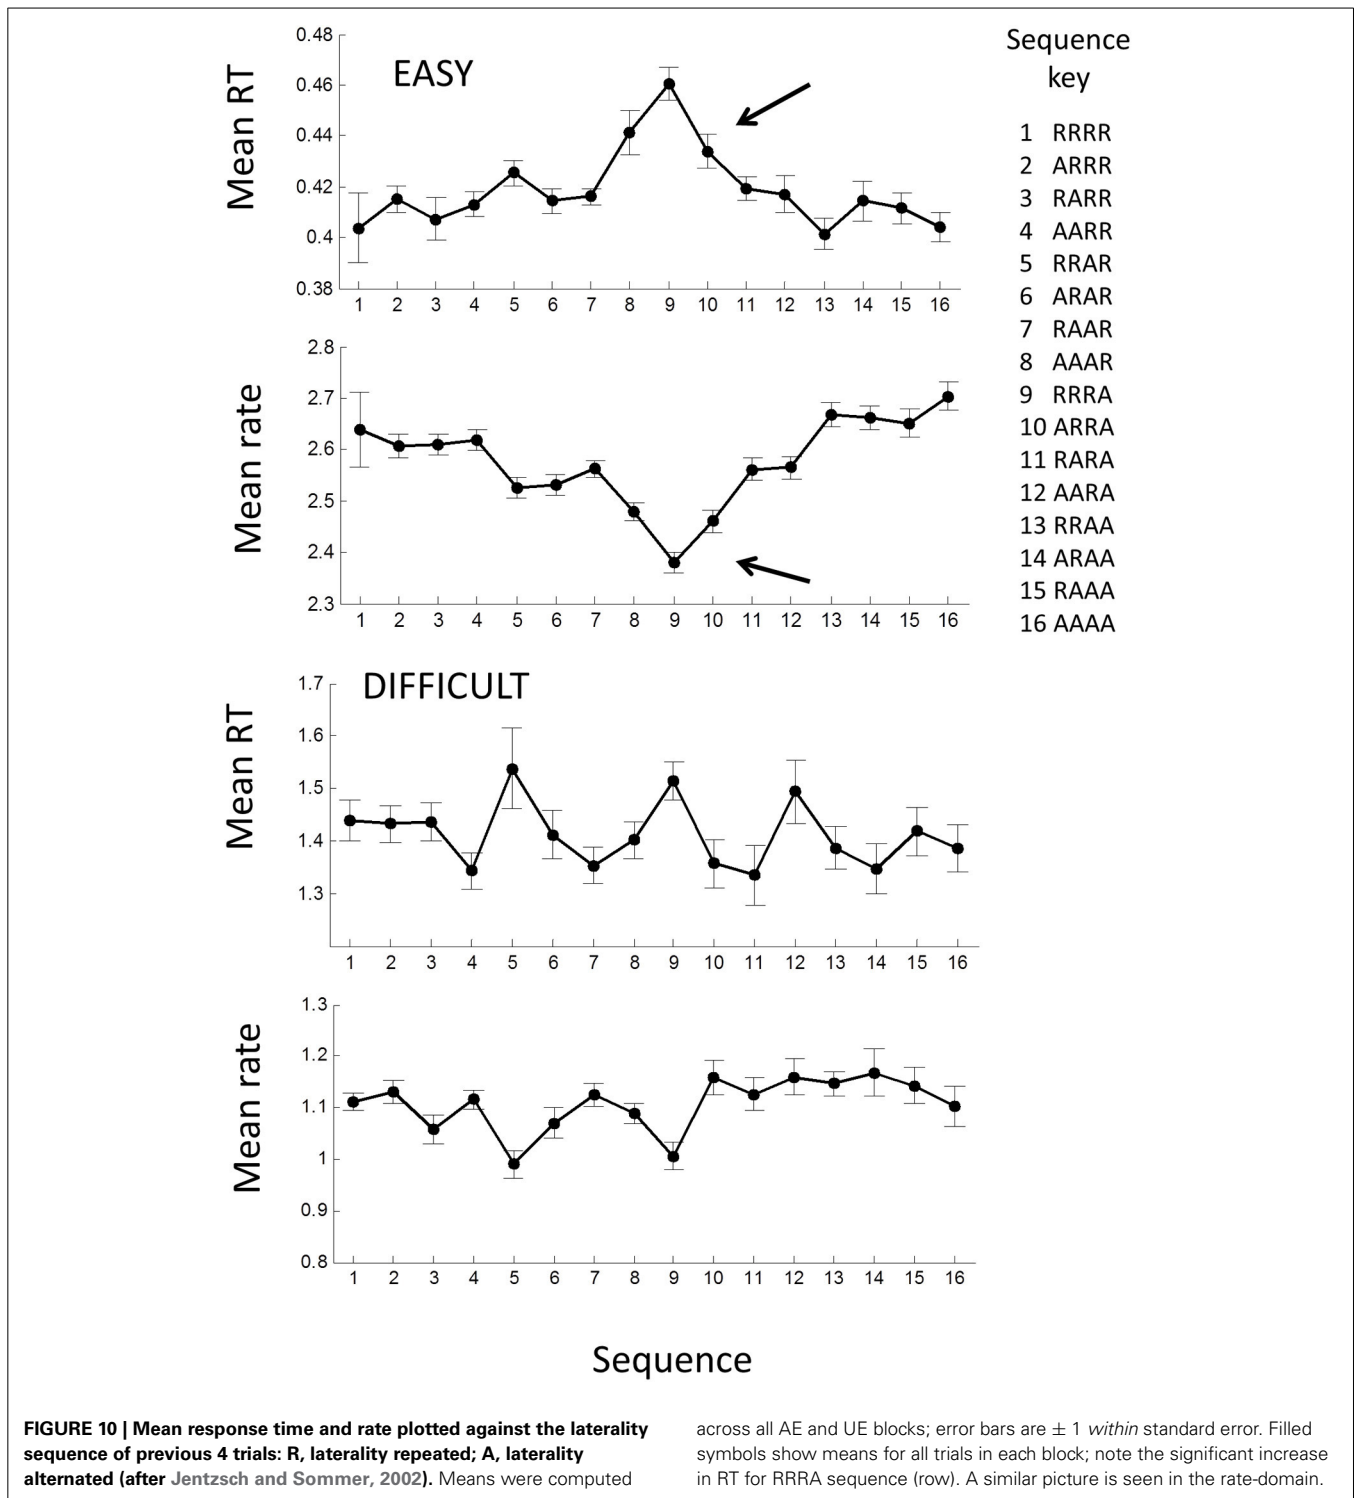 EASY
Mean RT
0.48
0.46
0.44
0.42
0.4
0.38
1 2 3 4 5 6 7 8 9 10 11 12 13 14 15 16
Mean rate
2.8
2.7
2.6
2.5
2.4
2.3
1 2 3 4 5 6 7 8 9 10 11 12 13 14 15 16
Sequence
key
1 RRRR
2 ARRR
3 RARR
4 AARR
5 RRAR
6 ARAR
7 RAAR
8 AAAR
9 RRRA
10 ARRA
11 RARA
12 AARA
13 RRAA
14 ARAA
15 RAAA
16 AAAA
DIFFICULT
Mean RT
1.7
1.6
1.5
1.4
1.3
1 2 3 4 5 6 7 8 9 10 11 12 13 14 15 16
Mean rate
1.3
1.2
1.1
1
0.9
0.8
1 2 3 4 5 6 7 8 9 10 11 12 13 14 15 16
Sequence
FIGURE 10 | Mean response time and rate plotted against the laterality
sequence of previous 4 trials: R, laterality repeated; A, laterality
alternated (after Jentzsch and Sommer, 2002). Means were computed
across all AE and UE blocks; error bars are ± 1 within standard error. Filled
symbols show means for all trials in each block; note the significant increase
in RT for RRRA sequence (row). A similar picture is seen in the rate-domain.